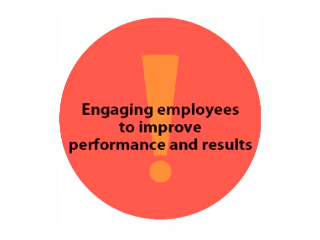 Engaging employees
to improve
performance and results